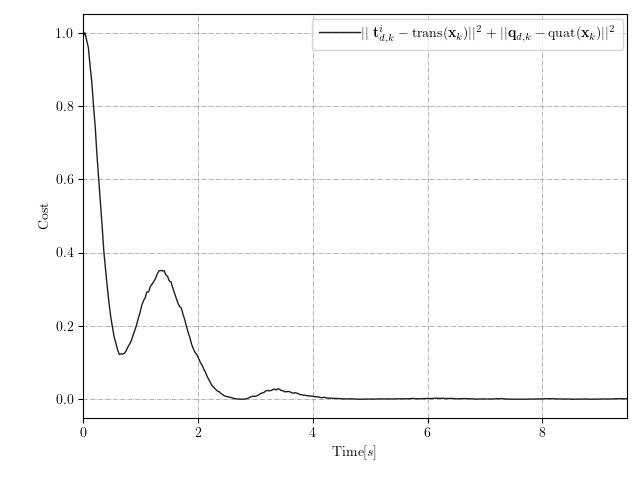 || t^i_{d,k} − trans(x_k)||^2 + ||q_{d,k} − quat(x_k)||^2
1.0
0.8
0.6
0.4
0.2
0.0
Cost
0 2 4 6 8
Time[s]